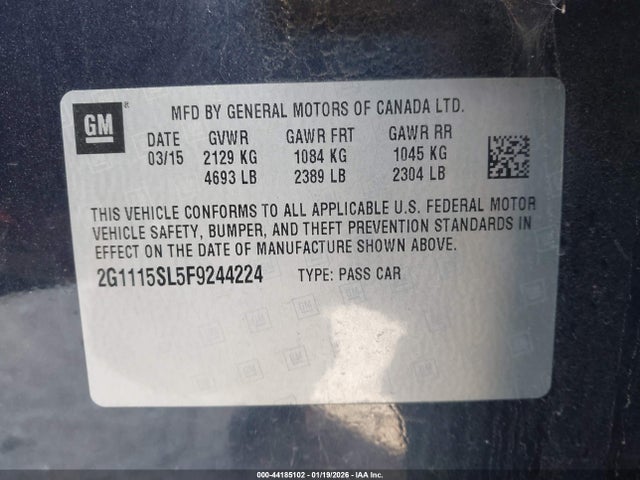 GM ®
MFD BY GENERAL MOTORS OF CANADA LTD.
DATE GVWR GAWR FRT GAWR RR
03/15 2129 KG 1084 KG 1045 KG
4693 LB 2389 LB 2304 LB
THIS VEHICLE CONFORMS TO ALL APPLICABLE U.S. FEDERAL MOTOR
VEHICLE SAFETY, BUMPER, AND THEFT PREVENTION STANDARDS IN
EFFECT ON THE DATE OF MANUFACTURE SHOWN ABOVE.
2G1115SL5F9244224 TYPE: PASS CAR
000-44185102 - 01/19/2026 - IAA Inc.